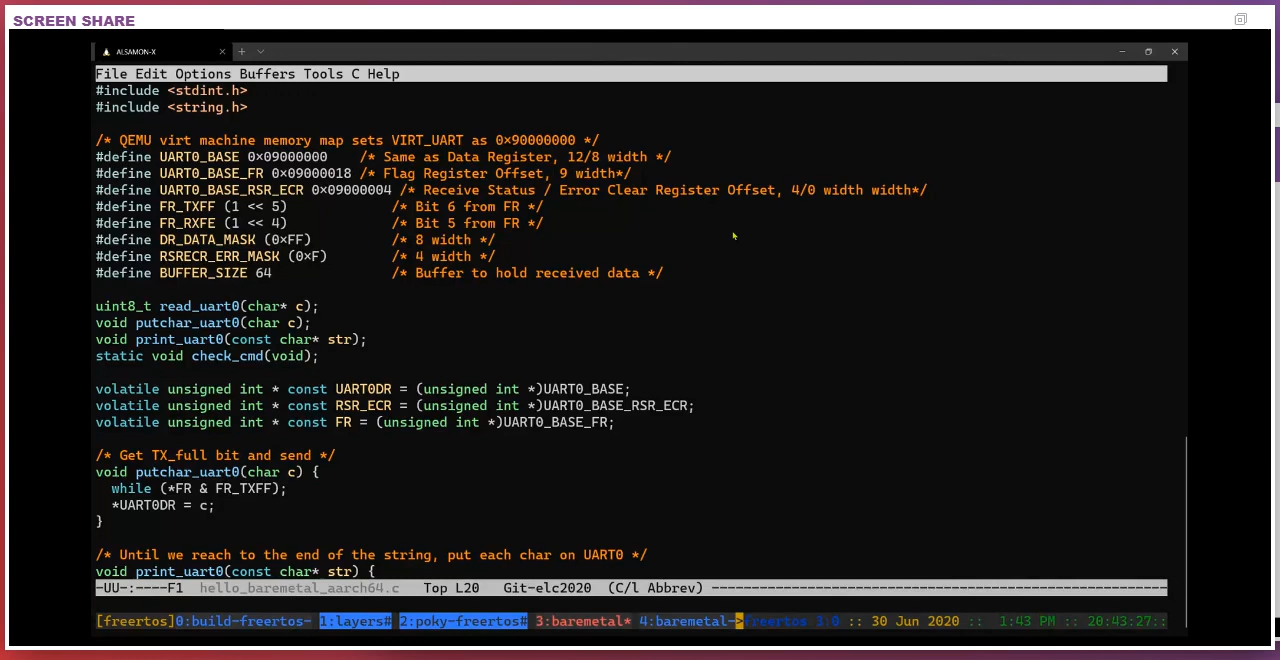 SCREEN SHARE
ALSAMON-X
File Edit Options Buffers Tools C Help
#include <stdint.h>
#include <string.h>
/* QEMU virt machine memory map sets VIRT_UART as 0x90000000 */
#define UART0_BASE 0x09000000 /* Same as Data Register, 12/8 width */
#define UART0_BASE_FR 0x09000018 /* Flag Register Offset, 9 width*/
#define UART0_BASE_RSR_ECR 0x09000004 /* Receive Status / Error Clear Register Offset, 4/0 width width*/
#define FR_TXFF (1 << 5) /* Bit 6 from FR */
#define FR_RXFE (1 << 4) /* Bit 5 from FR */
#define DR_DATA_MASK (0xFF) /* 8 width */
#define RSRECR_ERR_MASK (0xF) /* 4 width */
#define BUFFER_SIZE 64 /* Buffer to hold received data */
uint8_t read_uart0(char* c);
void putchar_uart0(char c);
void print_uart0(const char* str);
static void check_cmd(void);
volatile unsigned int * const UART0DR = (unsigned int *)UART0_BASE;
volatile unsigned int * const RSR_ECR = (unsigned int *)UART0_BASE_RSR_ECR;
volatile unsigned int * const FR = (unsigned int *)UART0_BASE_FR;
/* Get TX_full bit and send */
void putchar_uart0(char c) {
while (*FR & FR_TXFF);
*UART0DR = c;
}
/* Until we reach to the end of the string, put each char on UART0 */
void print_uart0(const char* str) {
-UU-:----F1 hello_baremetal_aarch64.c Top L20 Git-elc2020 (C/l Abbrev) ---------------------------------------------------------
[freertos]0:build-freertos- 1:layers# 2:poky-freertos# 3:baremetal* 4:baremetal-> freertos 3:0 :: 30 Jun 2020 :: 1:43 PM :: 20:43:27::